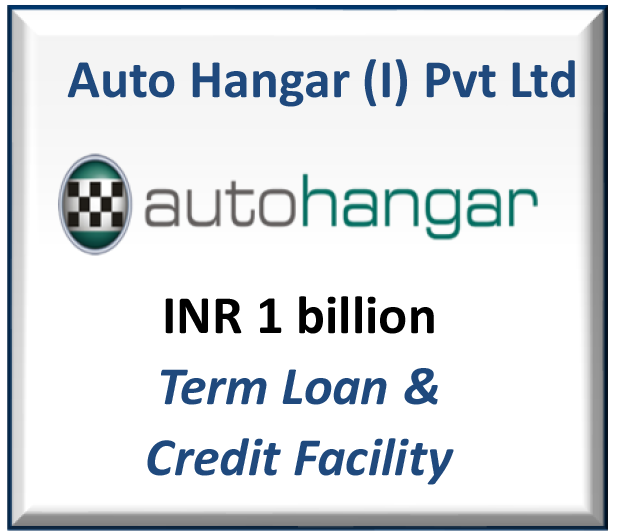 Auto Hangar (I) Pvt Ltd
autohangar
INR 1 billion
Term Loan &
Credit Facility